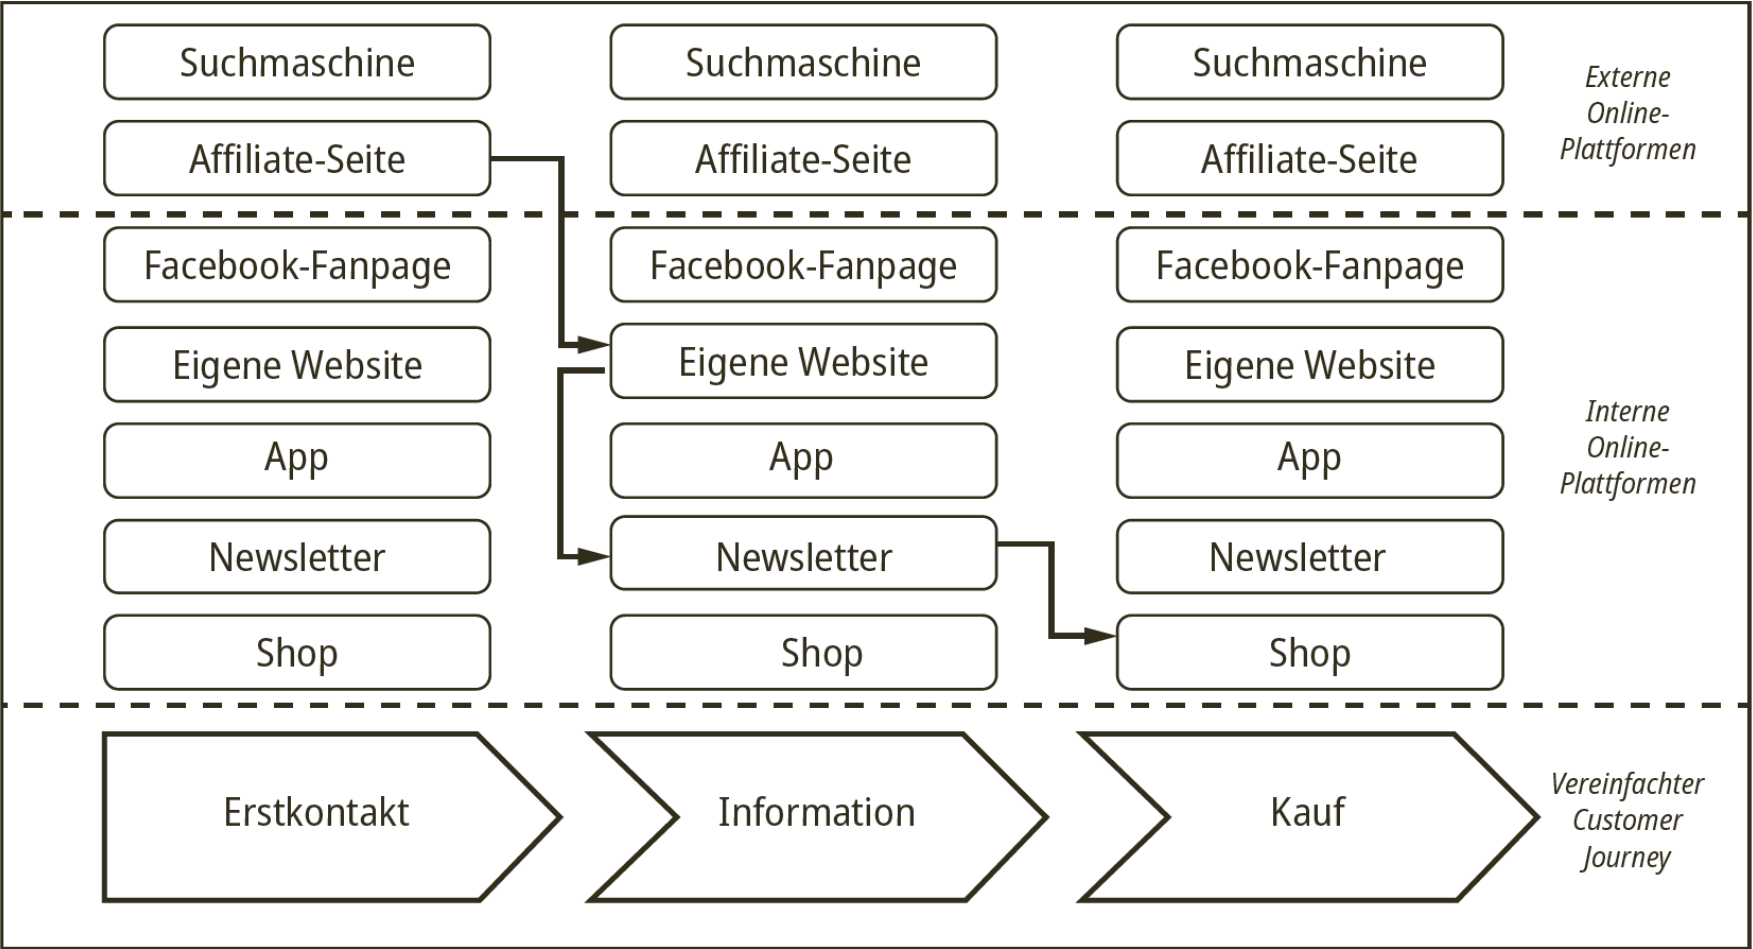 Suchmaschine
Suchmaschine
Suchmaschine
Externe
Online-
Plattformen
Affiliate-Seite
Affiliate-Seite
Affiliate-Seite
Facebook-Fanpage
Facebook-Fanpage
Facebook-Fanpage
Eigene Website
Eigene Website
Eigene Website
Interne
Online-
Plattformen
App
App
App
Newsletter
Newsletter
Newsletter
Shop
Shop
Shop
Erstkontakt
Information
Kauf
Vereinfachter
Customer
Journey